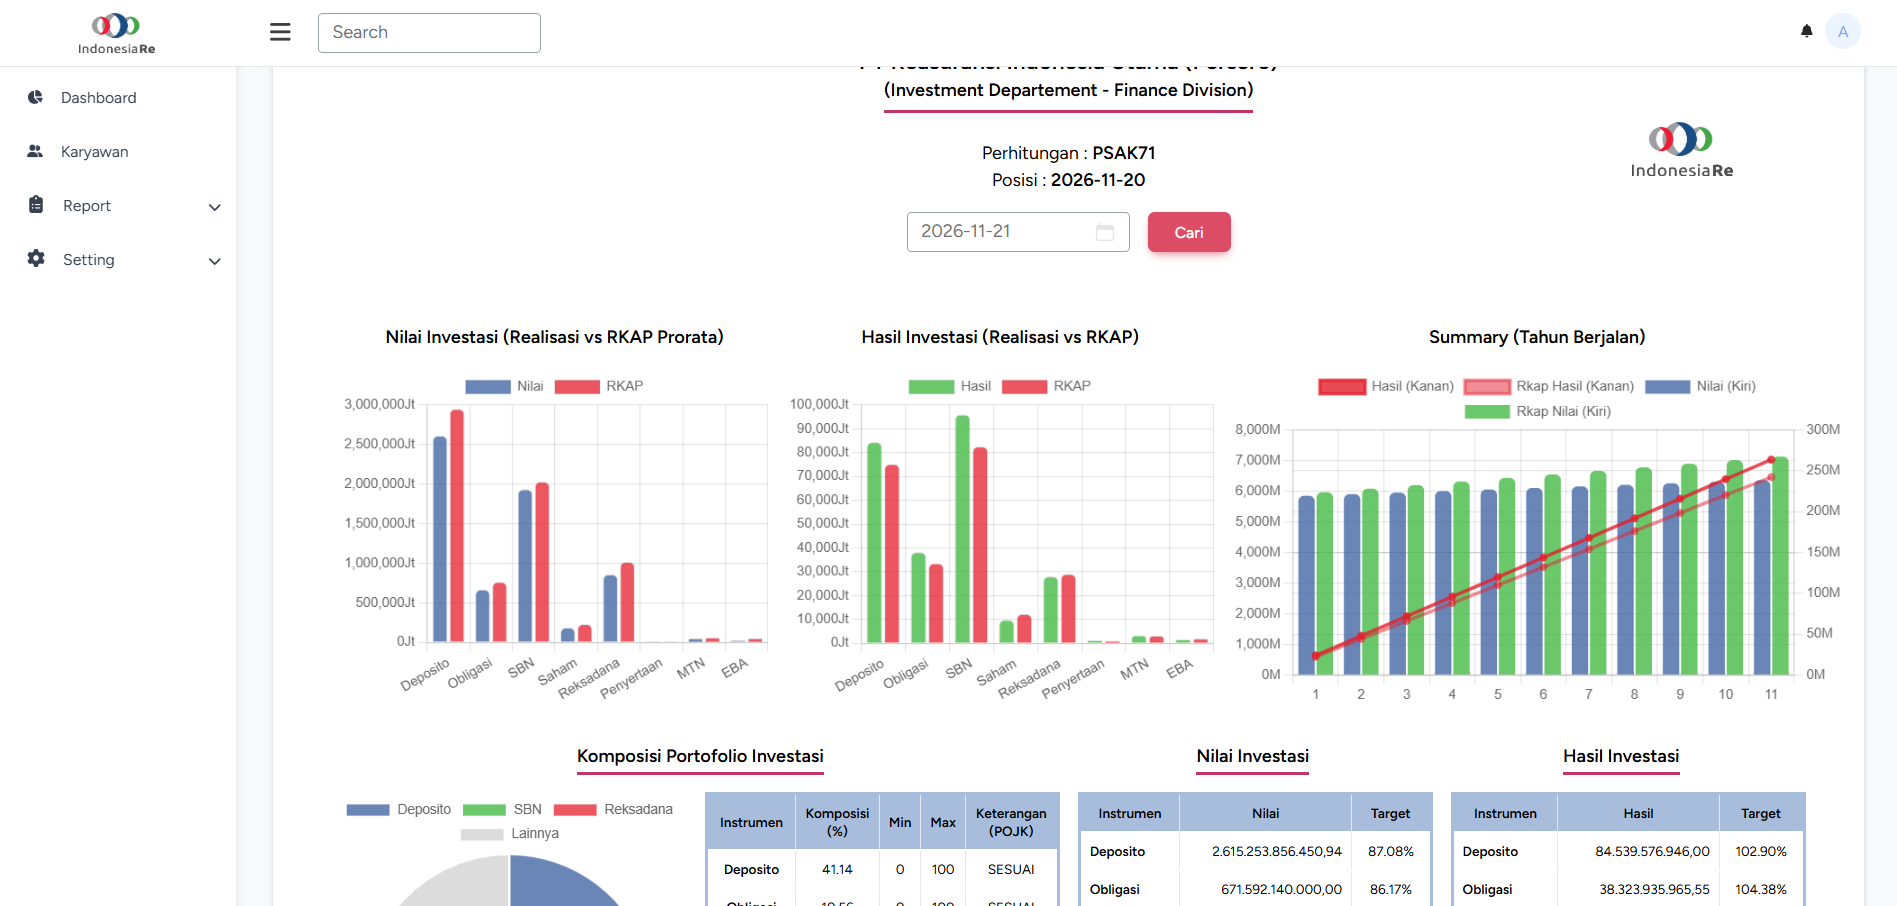 IndonesiaRe
Search
A
Dashboard
Karyawan
Report
Setting
(Investment Departement - Finance Division)
Perhitungan : PSAK71
Posisi : 2026-11-20
IndonesiaRe
2026-11-21
Cari
Nilai Investasi (Realisasi vs RKAP Prorata)
Nilai RKAP
3,000,000Jt
2,500,000Jt
2,000,000Jt
1,500,000Jt
1,000,000Jt
500,000Jt
0Jt
Deposito Obligasi SBN Saham Reksadana Penyertaan MTN EBA
Hasil Investasi (Realisasi vs RKAP)
Hasil RKAP
100,000Jt
90,000Jt
80,000Jt
70,000Jt
60,000Jt
50,000Jt
40,000Jt
30,000Jt
20,000Jt
10,000Jt
0Jt
Deposito Obligasi SBN Saham Reksadana Penyertaan MTN EBA
Summary (Tahun Berjalan)
Hasil (Kanan) Rkap Hasil (Kanan) Nilai (Kiri)
Rkap Nilai (Kiri)
8,000M
7,000M
6,000M
5,000M
4,000M
3,000M
2,000M
1,000M
0M
300M
250M
200M
150M
100M
50M
0M
1 2 3 4 5 6 7 8 9 10 11
Komposisi Portofolio Investasi
Deposito SBN Reksadana
Lainnya
Instrumen Komposisi (%) Min Max Keterangan (POJK)
Deposito 41.14 0 100 SESUAI
Nilai Investasi
Instrumen Nilai Target
Deposito 2.615.253.856.450,94 87.08%
Obligasi 671.592.140.000,00 86.17%
Hasil Investasi
Instrumen Hasil Target
Deposito 84.539.576.946,00 102.90%
Obligasi 38.323.935.965,55 104.38%